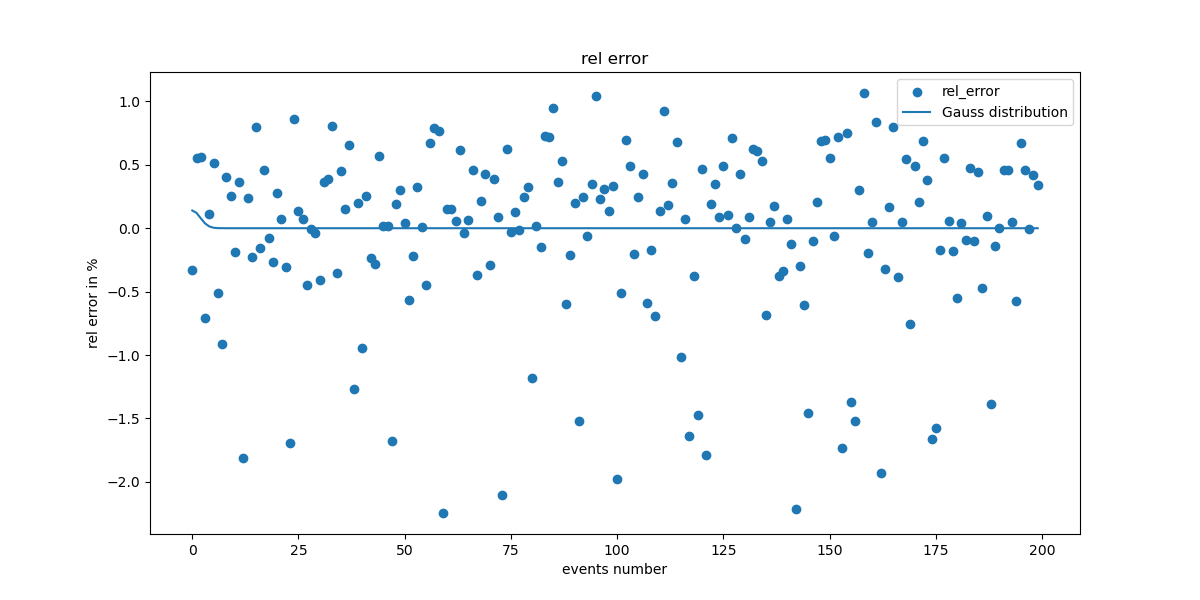 rel error
rel_error
Gauss distribution
rel error in %
1.0
0.5
0.0
−0.5
−1.0
−1.5
−2.0
0 25 50 75 100 125 150 175 200
events number